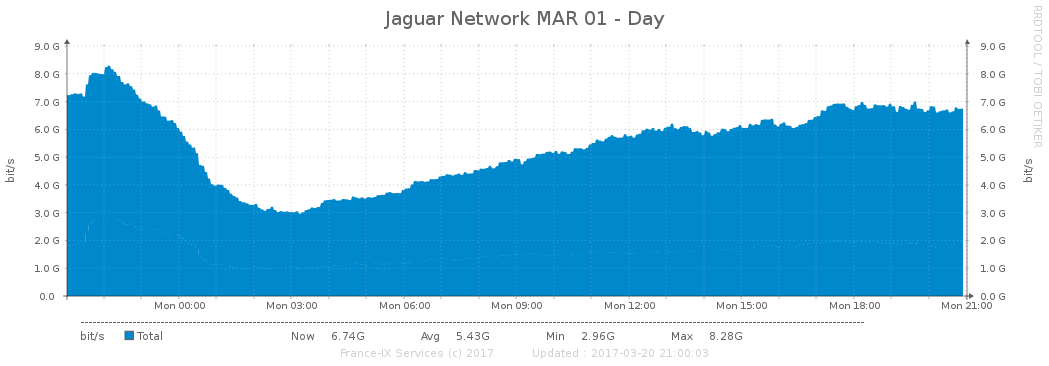 Jaguar Network MAR 01 - Day
RRDTOOL / TOBI OETIKER
bit/s
9.0 G
8.0 G
7.0 G
6.0 G
5.0 G
4.0 G
3.0 G
2.0 G
1.0 G
0.0
9.0 G
8.0 G
7.0 G
6.0 G
5.0 G
4.0 G
3.0 G
2.0 G
1.0 G
0.0 G
bit/s
Mon 00:00 Mon 03:00 Mon 06:00 Mon 09:00 Mon 12:00 Mon 15:00 Mon 18:00 Mon 21:00
bit/s Total Now 6.74G Avg 5.43G Min 2.96G Max 8.28G
France-IX Services (c) 2017 Updated : 2017-03-20 21:00:03